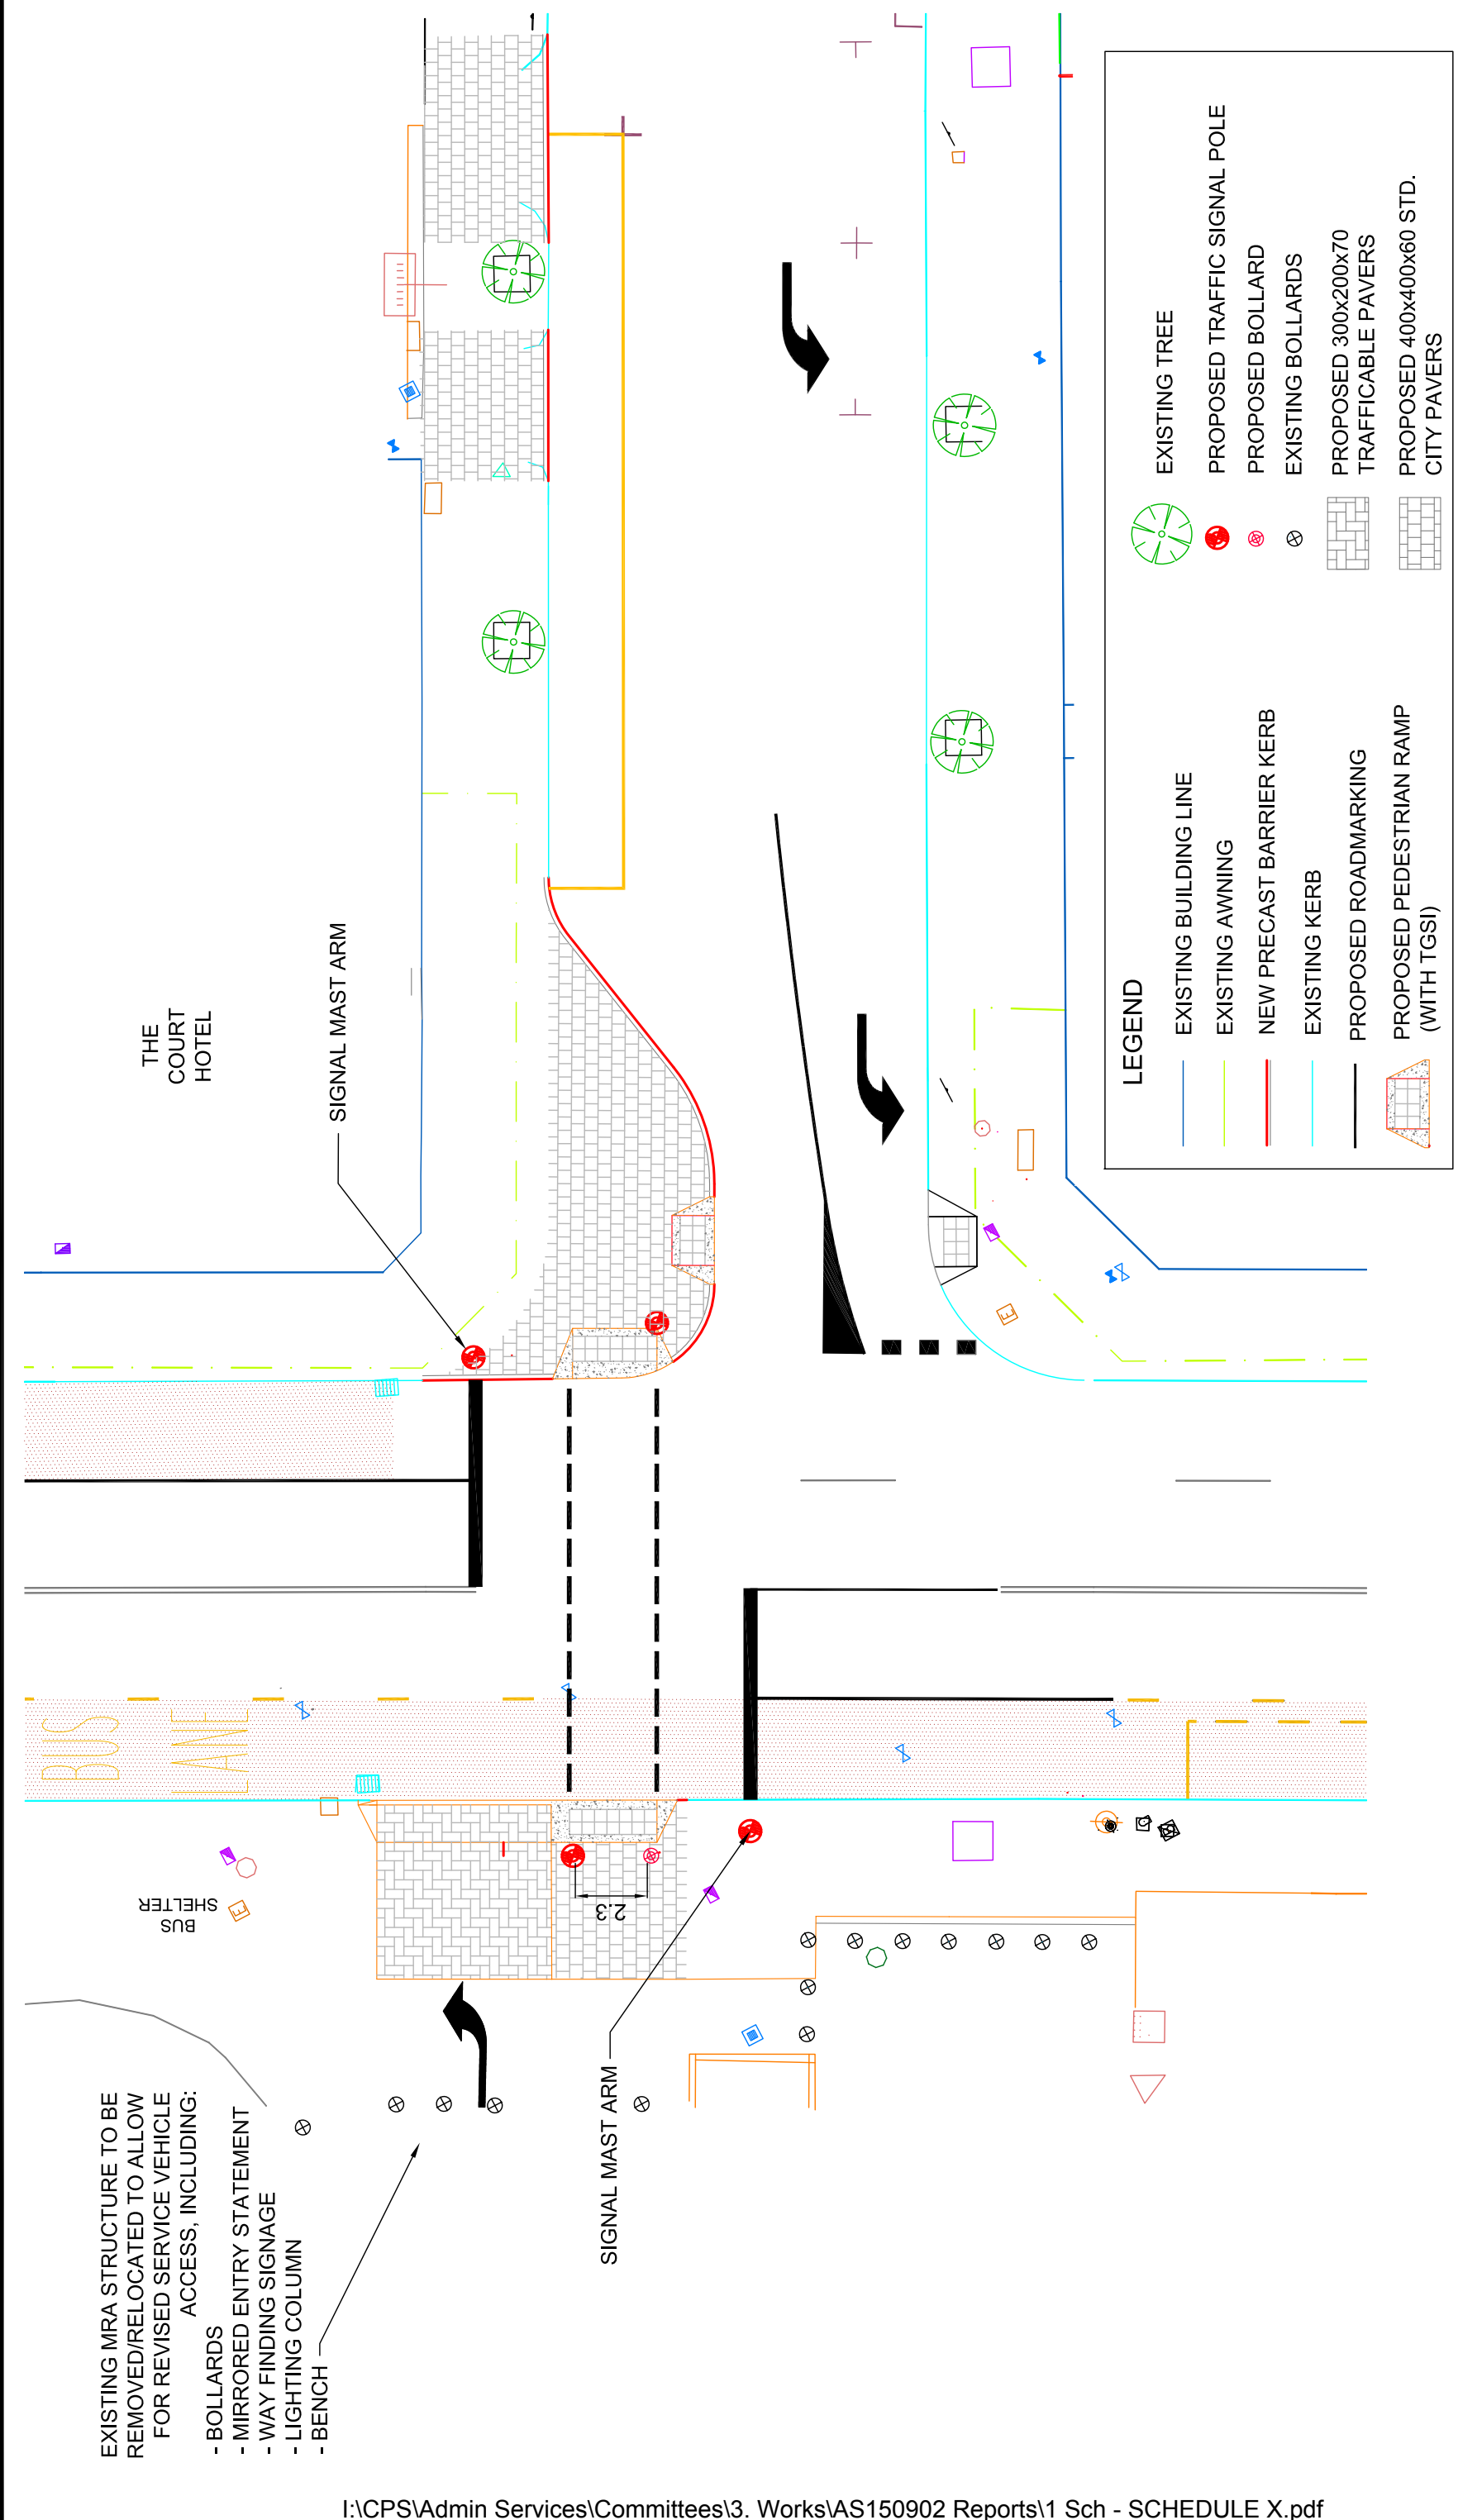 EXISTING MRA STRUCTURE TO BE
REMOVED/RELOCATED TO ALLOW
FOR REVISED SERVICE VEHICLE
ACCESS, INCLUDING:
- BOLLARDS
- MIRRORED ENTRY STATEMENT
- WAY FINDING SIGNAGE
- LIGHTING COLUMN
- BENCH
BUS
SHELTER
BUS
LANE
THE
COURT
HOTEL
SIGNAL MAST ARM
SIGNAL MAST ARM
2.3
E
E
LEGEND
EXISTING BUILDING LINE
EXISTING AWNING
NEW PRECAST BARRIER KERB
EXISTING KERB
PROPOSED ROADMARKING
PROPOSED PEDESTRIAN RAMP
(WITH TGSI)
EXISTING TREE
PROPOSED TRAFFIC SIGNAL POLE
PROPOSED BOLLARD
EXISTING BOLLARDS
PROPOSED 300x200x70
TRAFFICABLE PAVERS
PROPOSED 400x400x60 STD.
CITY PAVERS
I:\CPS\Admin Services\Committees\3. Works\AS150902 Reports\1 Sch - SCHEDULE X.pdf